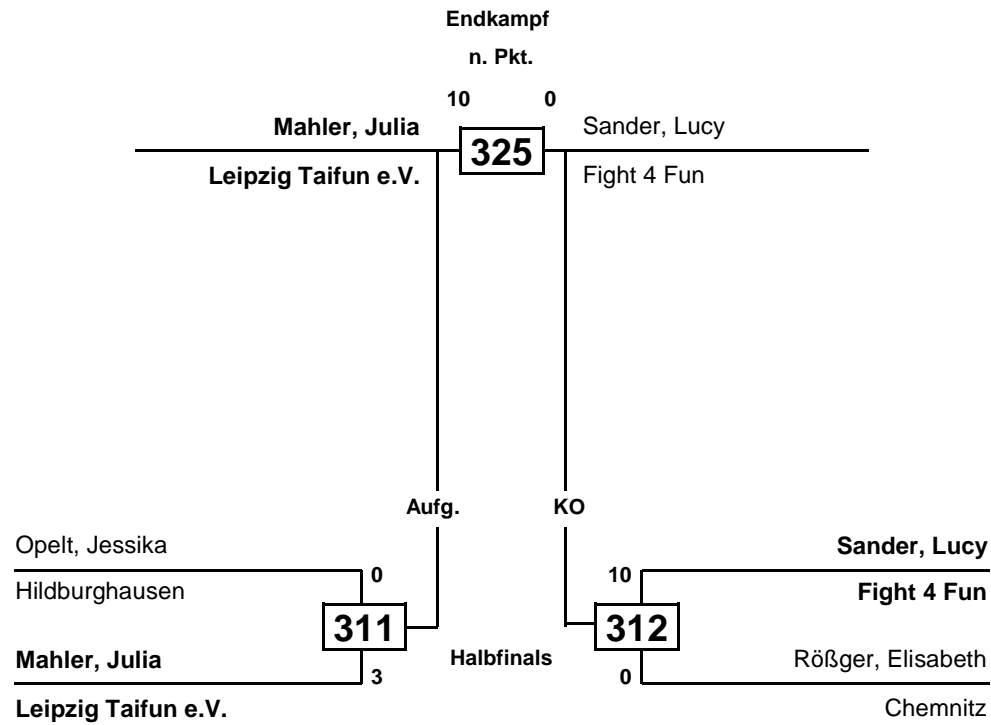 Endkampf
n. Pkt.
10 0
Mahler, Julia 325 Sander, Lucy
Leipzig Taifun e.V. Fight 4 Fun
Aufg. KO
Opelt, Jessika Sander, Lucy
0 10
Hildburghausen Fight 4 Fun
311 312
Mahler, Julia Halbfinals Rößger, Elisabeth
3 0
Leipzig Taifun e.V. Chemnitz